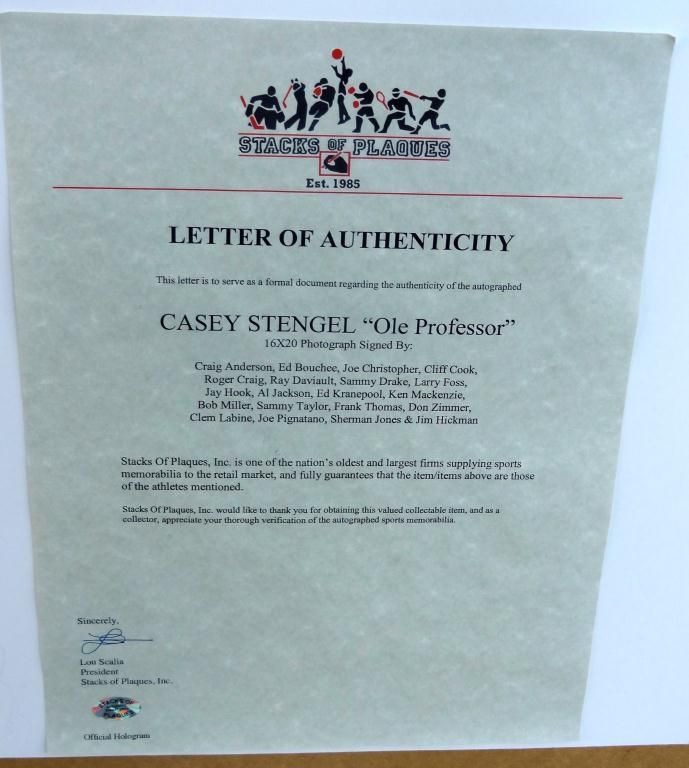 STACKS OF PLAQUES
Est. 1985
LETTER OF AUTHENTICITY
This letter is to serve as a formal document regarding the authenticity of the autographed
CASEY STENGEL “Ole Professor”
16X20 Photograph Signed By:
Craig Anderson, Ed Bouchee, Joe Christopher, Cliff Cook,
Roger Craig, Ray Daviault, Sammy Drake, Larry Foss,
Jay Hook, Al Jackson, Ed Kranepool, Ken Mackenzie,
Bob Miller, Sammy Taylor, Frank Thomas, Don Zimmer,
Clem Labine, Joe Pignatano, Sherman Jones & Jim Hickman
Stacks Of Plaques, Inc. is one of the nation’s oldest and largest firms supplying sports
memorabilia to the retail market, and fully guarantees that the item/items above are those
of the athletes mentioned.
Stacks Of Plaques, Inc. would like to thank you for obtaining this valued collectable item, and as a
collector, appreciate your thorough verification of the autographed sports memorabilia.
Sincerely,
Lou Scalia
President
Stacks of Plaques, Inc.
STACKS OF
PLAQUES
Official Hologram